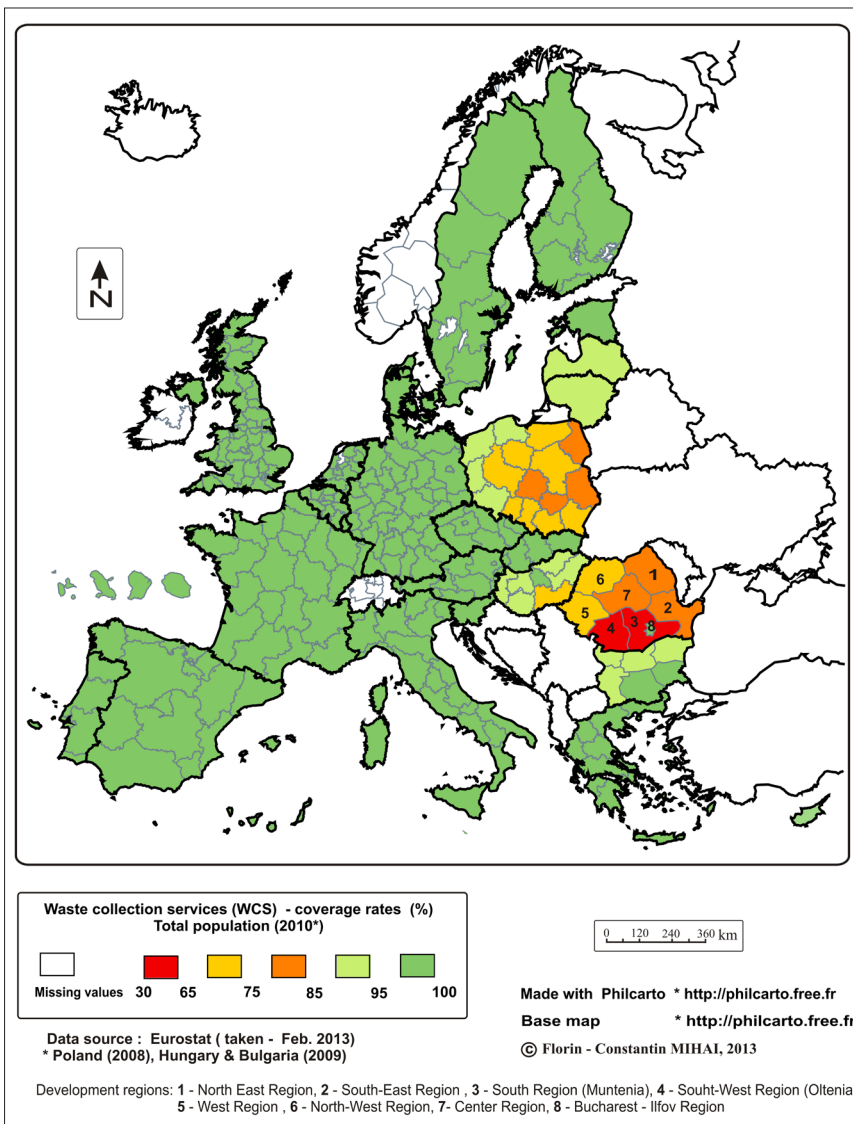 N
6
1
7
2
5
3
4
8
Waste collection services (WCS) - coverage rates (%)
Total population (2010*)
Missing values 30 65 75 85 95 100
0 120 240 360 km
Data source : Eurostat ( taken - Feb. 2013)
* Poland (2008), Hungary & Bulgaria (2009)
Made with Philcarto * http://philcarto.free.fr
Base map * http://philcarto.free.fr
© Florin - Constantin MIHAI, 2013
Development regions: 1 - North East Region, 2 - South-East Region , 3 - South Region (Muntenia), 4 - Souht-West Region (Oltenia
5 - West Region , 6 - North-West Region, 7- Center Region, 8 - Bucharest - Ilfov Region